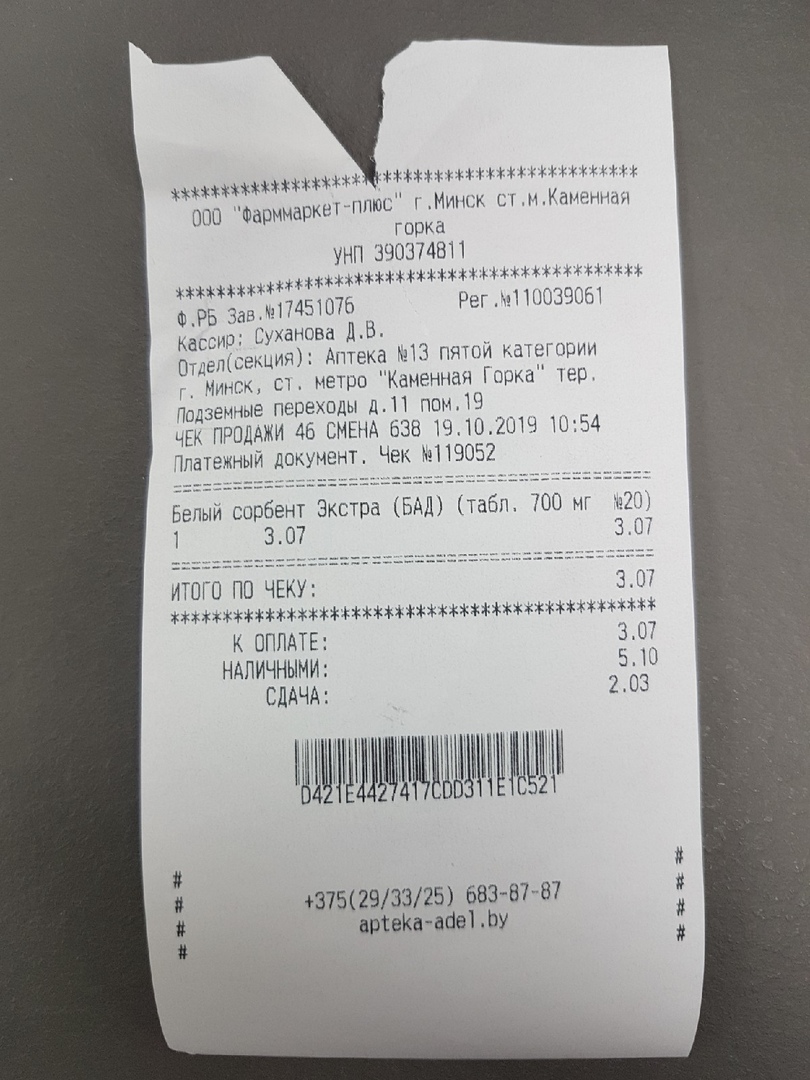 *********************************************
ООО "Фарммаркет-плюс" г.Минск ст.м.Каменная
горка
УНП 390374811
*********************************************
Ф.РБ Зав.№17451076 Рег.№110039061
Кассир: Суханова Д.В.
Отдел(секция): Аптека №13 пятой категории
г. Минск, ст. метро "Каменная Горка" тер.
Подземные переходы д.11 пом.19
ЧЕК ПРОДАЖИ 46 СМЕНА 638 19.10.2019 10:54
Платежный документ. Чек №119052
=============================================
Белый сорбент Экстра (БАД) (табл. 700 мг №20)
1 3.07 3.07
=============================================
ИТОГО ПО ЧЕКУ: 3.07
*********************************************
К ОПЛАТЕ: 3.07
НАЛИЧНЫМИ: 5.10
СДАЧА: 2.03
D421E4427417CDD311E1C521
# #
# +375(29/33/25) 683-87-87 #
# apteka-adel.by #
# #